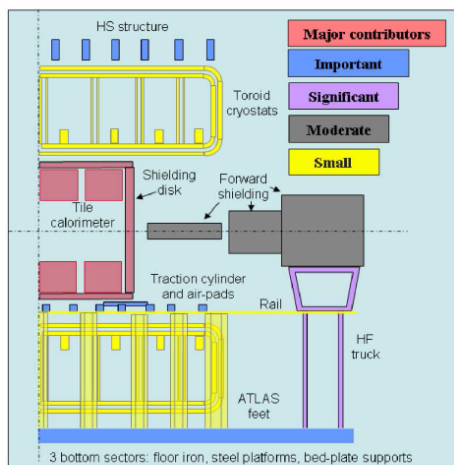 HS structure
Major contributors
Important
Significant
Moderate
Small
Toroid
cryostats
Shielding
disk
Forward
shielding
Tile
calorimeter
Traction cylinder
and air-pads
Rail
HF
truck
ATLAS
feet
3 bottom sectors: floor iron, steel platforms, bed-plate supports